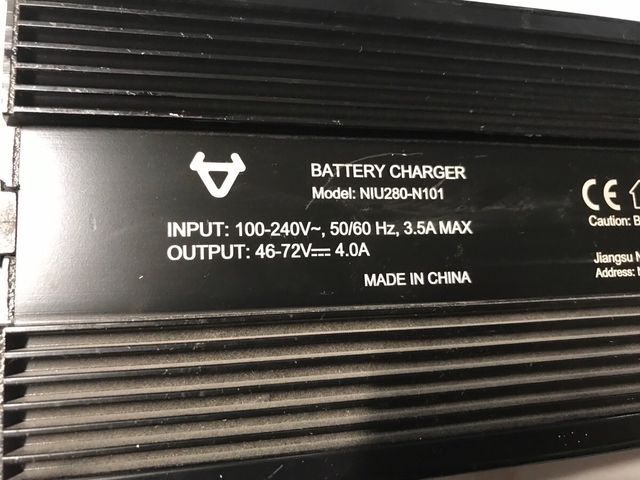 BATTERY CHARGER
Model: NIU280-N101
INPUT: 100-240V~, 50/60 Hz, 3.5A MAX
OUTPUT: 46-72V⎓ 4.0A
MADE IN CHINA
CE
Caution:
Jiangsu
Address: